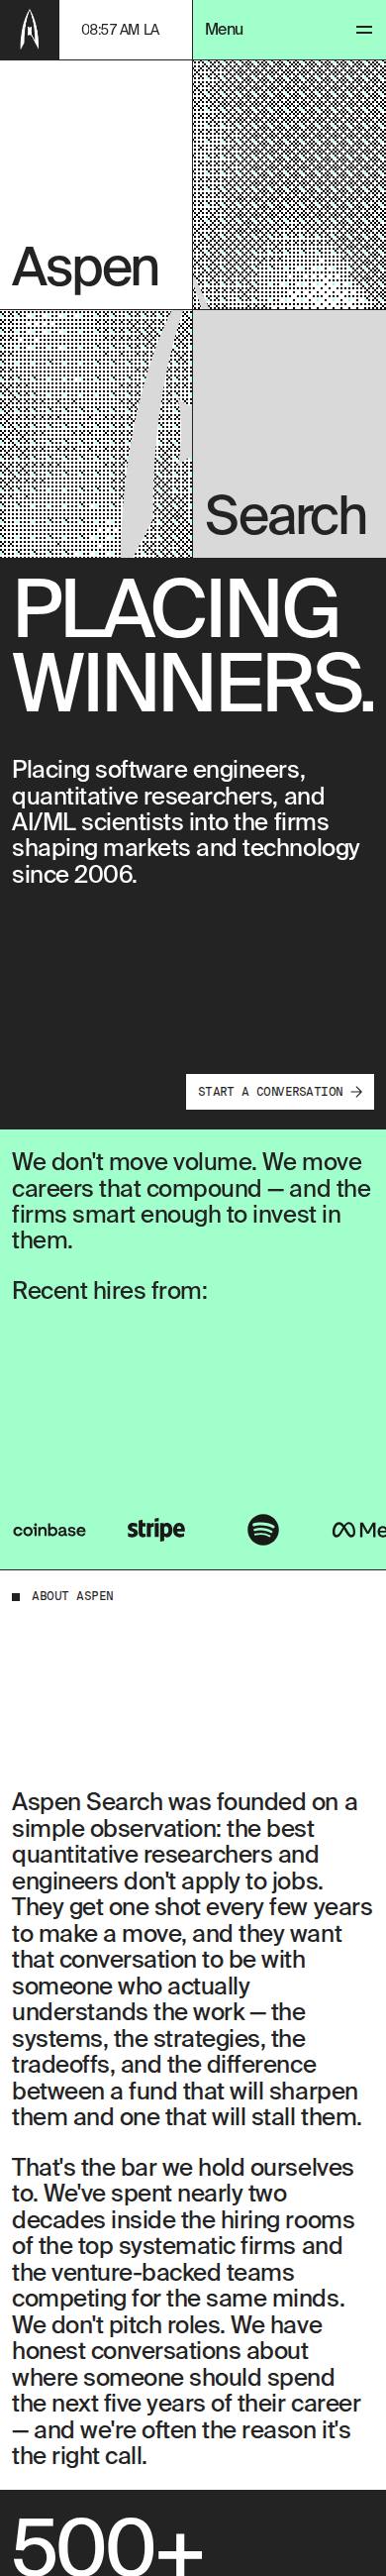 08:57 AM LA
Menu
Aspen
Search
PLACING
WINNERS.
Placing software engineers,
quantitative researchers, and
AI/ML scientists into the firms
shaping markets and technology
since 2006.
START A CONVERSATION →
We don't move volume. We move
careers that compound — and the
firms smart enough to invest in
them.
Recent hires from:
coinbase
stripe
Me
ABOUT ASPEN
Aspen Search was founded on a
simple observation: the best
quantitative researchers and
engineers don't apply to jobs.
They get one shot every few years
to make a move, and they want
that conversation to be with
someone who actually
understands the work — the
systems, the strategies, the
tradeoffs, and the difference
between a fund that will sharpen
them and one that will stall them.
That's the bar we hold ourselves
to. We've spent nearly two
decades inside the hiring rooms
of the top systematic firms and
the venture-backed teams
competing for the same minds.
We don't pitch roles. We have
honest conversations about
where someone should spend
the next five years of their career
— and we're often the reason it's
the right call.
500+